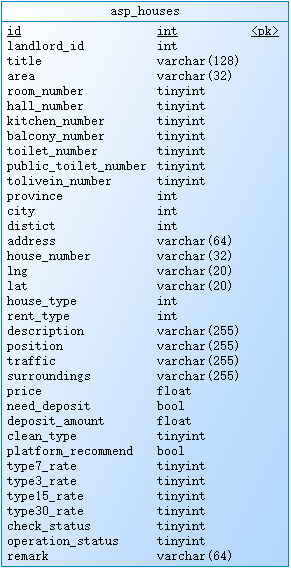 asp_houses
id int <pk>
landlord_id int
title varchar(128)
area varchar(32)
room_number tinyint
hall_number tinyint
kitchen_number tinyint
balcony_number tinyint
toilet_number tinyint
public_toilet_number tinyint
tolivein_number tinyint
province int
city int
distict int
address varchar(64)
house_number varchar(32)
lng varchar(20)
lat varchar(20)
house_type int
rent_type int
description varchar(255)
position varchar(255)
traffic varchar(255)
surroundings varchar(255)
price float
need_deposit bool
deposit_amount float
clean_type tinyint
platform_recommend bool
type7_rate tinyint
type3_rate tinyint
type15_rate tinyint
type30_rate tinyint
check_status tinyint
operation_status tinyint
remark varchar(64)